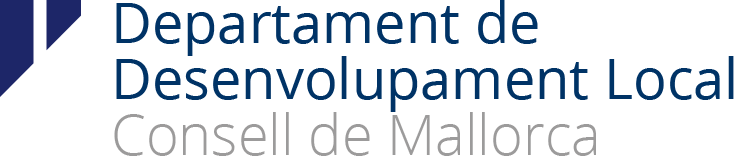 Departament de
Desenvolupament Local
Consell de Mallorca